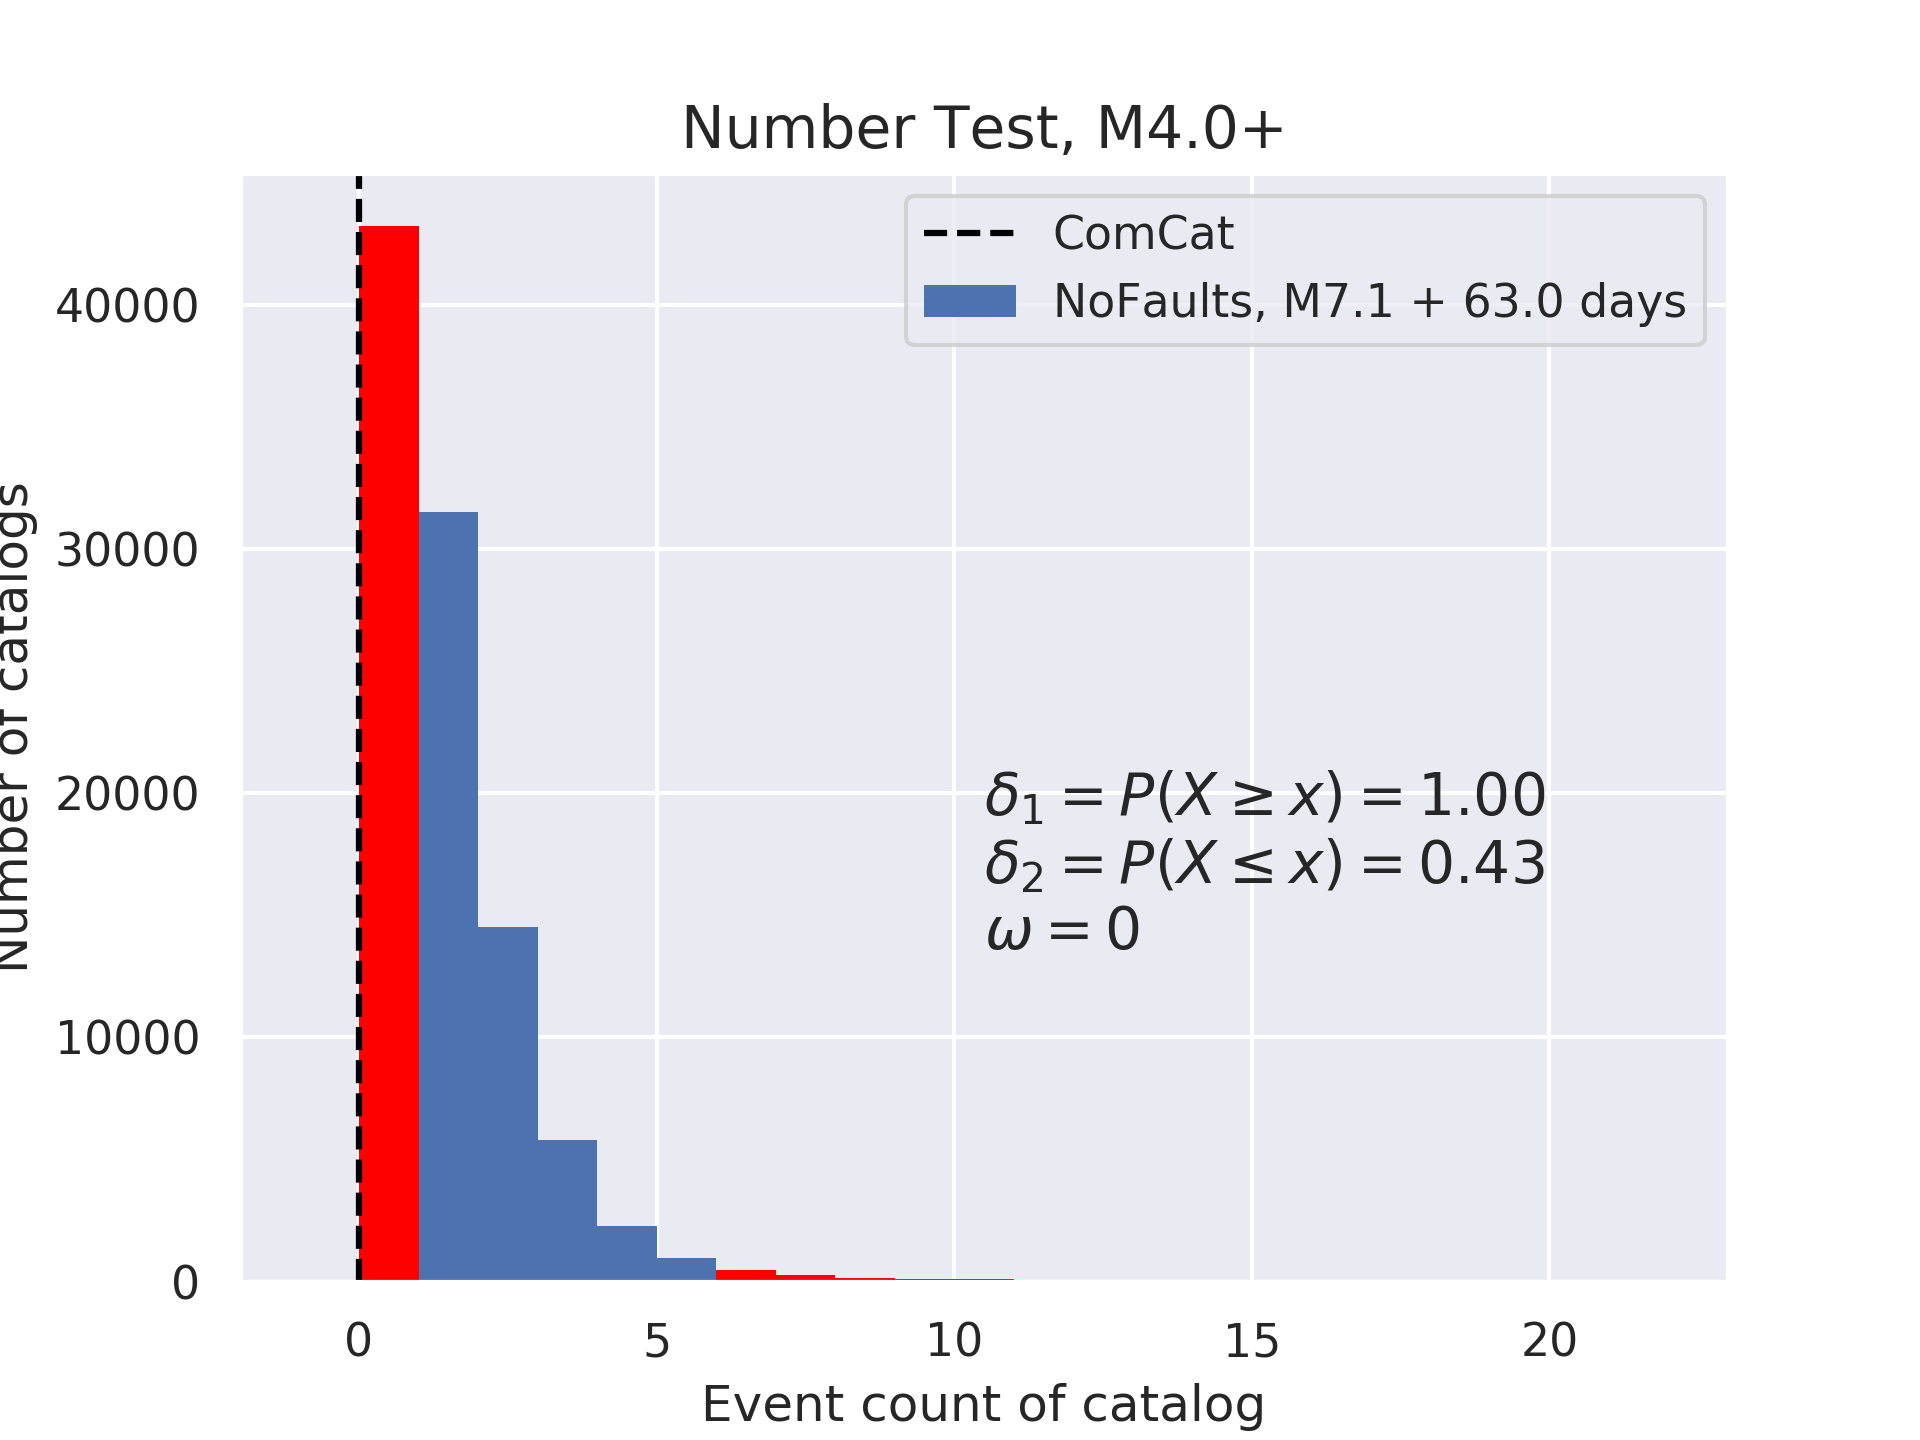 Number Test, M4.0+
ComCat
NoFaults, M7.1 + 63.0 days
Number of catalogs
40000
30000
20000
10000
0
δ₁ = P(X ≥ x) = 1.00
δ₂ = P(X ≤ x) = 0.43
ω = 0
0 5 10 15 20
Event count of catalog